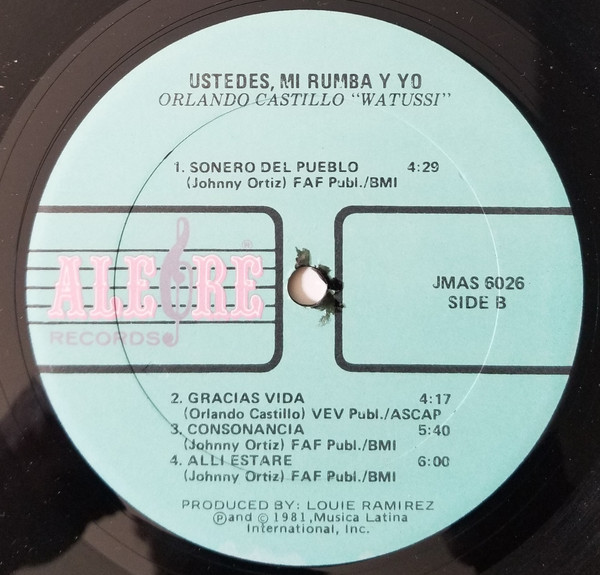 USTEDES, MI RUMBA Y YO
ORLANDO CASTILLO "WATUSSI"
1. SONERO DEL PUEBLO 4:29
(Johnny Ortiz) FAF Publ./BMI
ALEGRE ®
RECORDS
JMAS 6026
SIDE B
2. GRACIAS VIDA 4:17
(Orlando Castillo) VEV Publ./ASCAP
3. CONSONANCIA 5:40
(Johnny Ortiz) FAF Publ./BMI
4. ALLI ESTARE 6:00
(Johnny Ortiz) FAF Publ./BMI
PRODUCED BY: LOUIE RAMIREZ
℗and © 1981, Musica Latina
International, Inc.